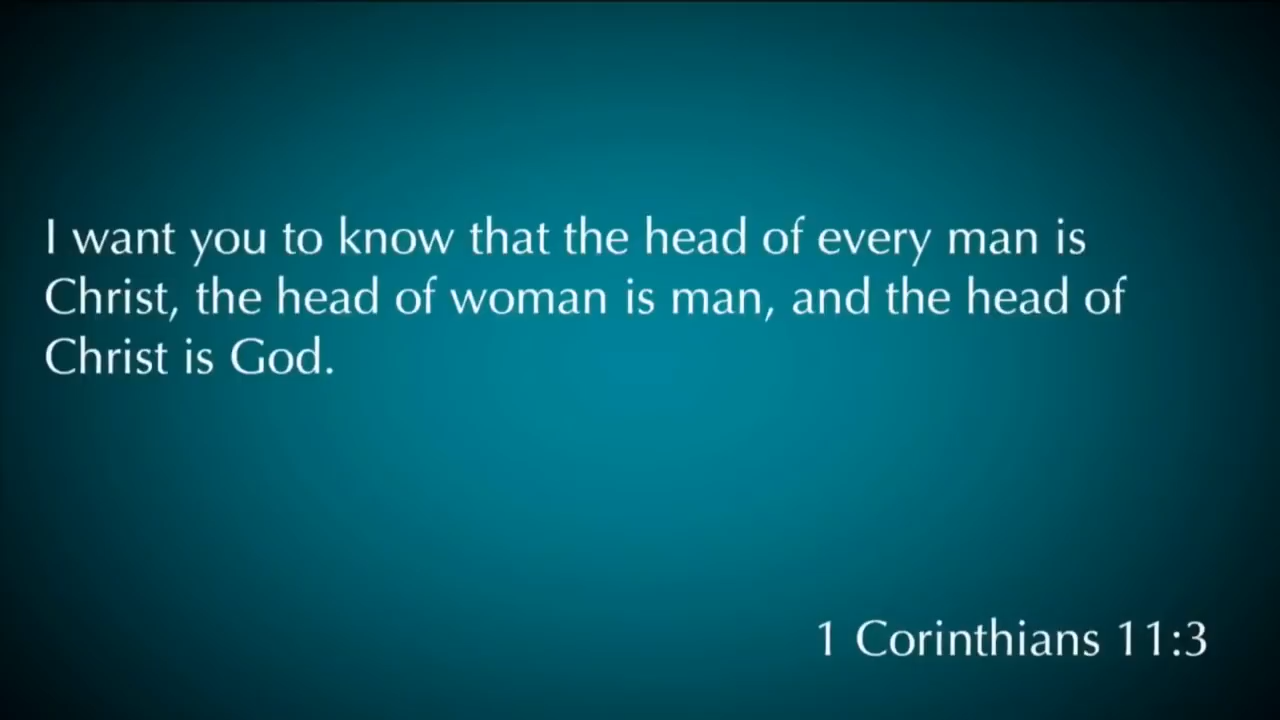 I want you to know that the head of every man is
Christ, the head of woman is man, and the head of
Christ is God.
1 Corinthians 11:3